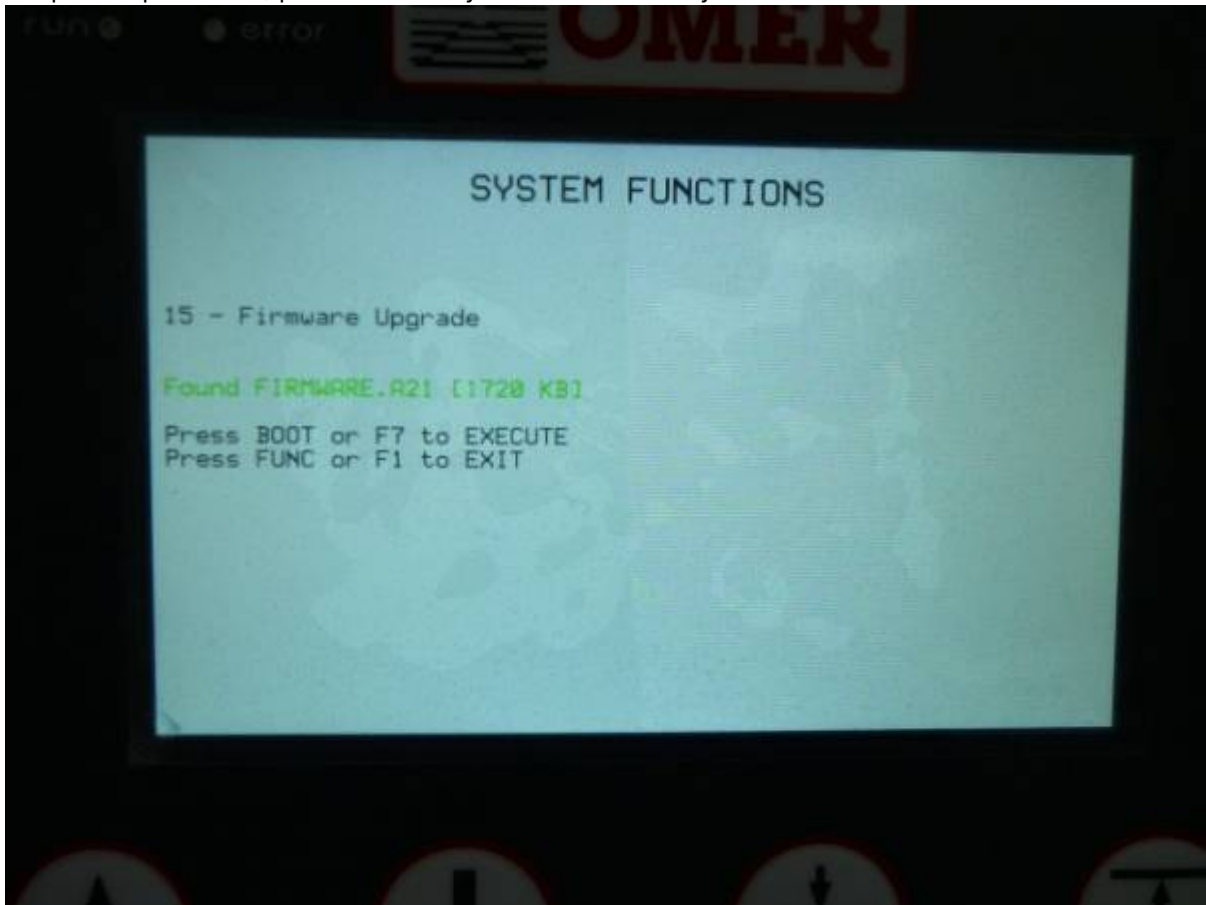 run error
OMER
SYSTEM FUNCTIONS
15 - Firmware Upgrade
Found FIRMWARE.A21 [1720 KB]
Press BOOT or F7 to EXECUTE
Press FUNC or F1 to EXIT